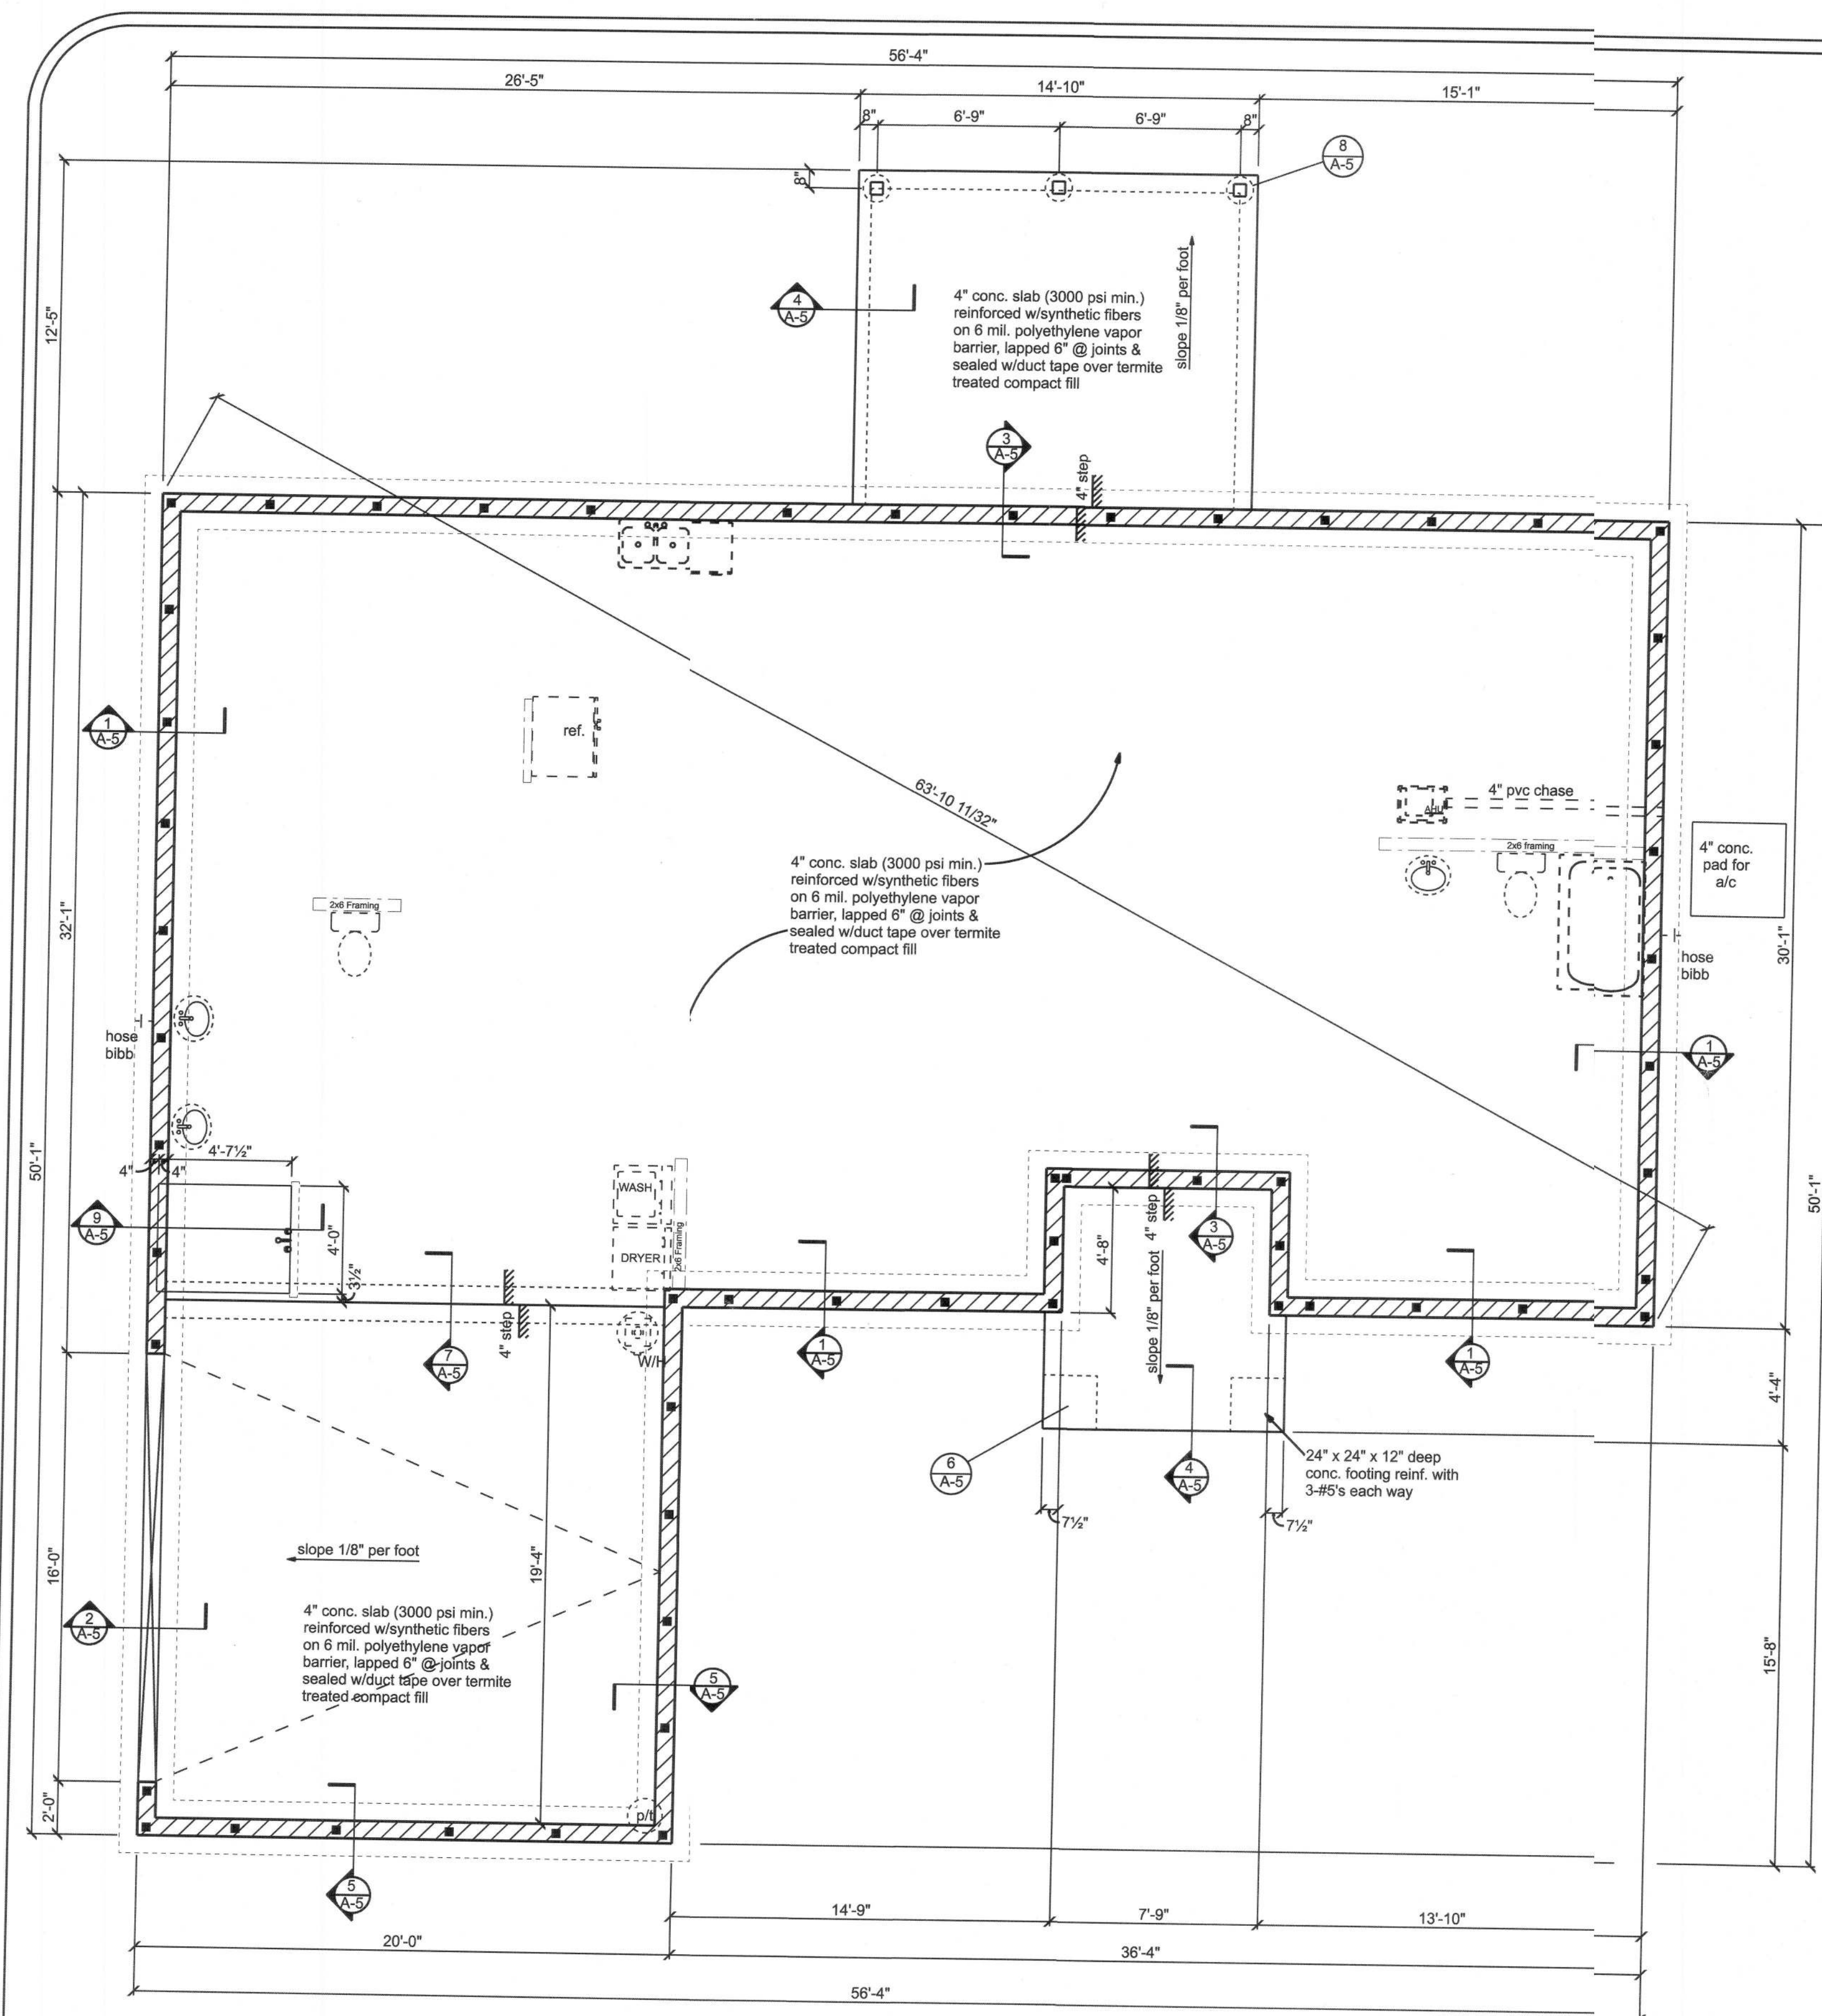 56'-4"
26'-5"
14'-10"
15'-1"
8"
6'-9"
6'-9"
8"
8
A-5
8"
12'-5"
4
A-5
4" conc. slab (3000 psi min.)
reinforced w/synthetic fibers
on 6 mil. polyethylene vapor
barrier, lapped 6" @ joints &
sealed w/duct tape over termite
treated compact fill
slope 1/8" per foot
3
A-5
4" step
1
A-5
ref.
63'-10 11/32"
4" pvc chase
AHU
2x6 framing
4" conc.
pad for
a/c
4" conc. slab (3000 psi min.)
reinforced w/synthetic fibers
on 6 mil. polyethylene vapor
barrier, lapped 6" @ joints &
sealed w/duct tape over termite
treated compact fill
2x6 Framing
32'-1"
30'-1"
hose
bibb
hose
bibb
1
A-5
50'-1"
50'-1"
4'-7½"
4"
4"
9
A-5
4'-0"
3½"
WASH
DRYER
2x6 Framing
4'-8"
4" step
3
A-5
slope 1/8" per foot
4" step
7
A-5
W/H
1
A-5
1
A-5
4'-4"
6
A-5
4
A-5
24" x 24" x 12" deep
conc. footing reinf. with
3-#5's each way
7½"
7½"
16'-0"
slope 1/8" per foot
19'-4"
2
A-5
4" conc. slab (3000 psi min.)
reinforced w/synthetic fibers
on 6 mil. polyethylene vapor
barrier, lapped 6" @ joints &
sealed w/duct tape over termite
treated compact fill
5
A-5
15'-8"
2'-0"
p/t
5
A-5
14'-9"
7'-9"
13'-10"
20'-0"
36'-4"
56'-4"